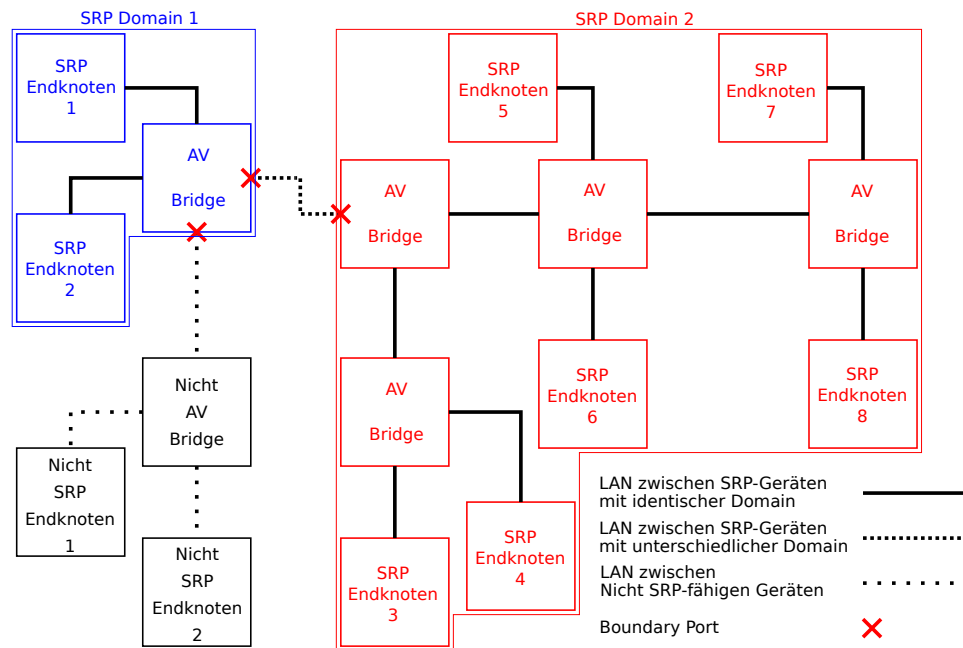 SRP Domain 1
SRP
Endknoten
1
AV
Bridge
SRP
Endknoten
2
SRP Domain 2
SRP
Endknoten
5
SRP
Endknoten
7
AV
Bridge
AV
Bridge
AV
Bridge
AV
Bridge
SRP
Endknoten
6
SRP
Endknoten
8
SRP
Endknoten
3
SRP
Endknoten
4
Nicht
AV
Bridge
Nicht
SRP
Endknoten
1
Nicht
SRP
Endknoten
2
LAN zwischen SRP-Geräten
mit identischer Domain
LAN zwischen SRP-Geräten
mit unterschiedlicher Domain
LAN zwischen
Nicht SRP-fähigen Geräten
Boundary Port